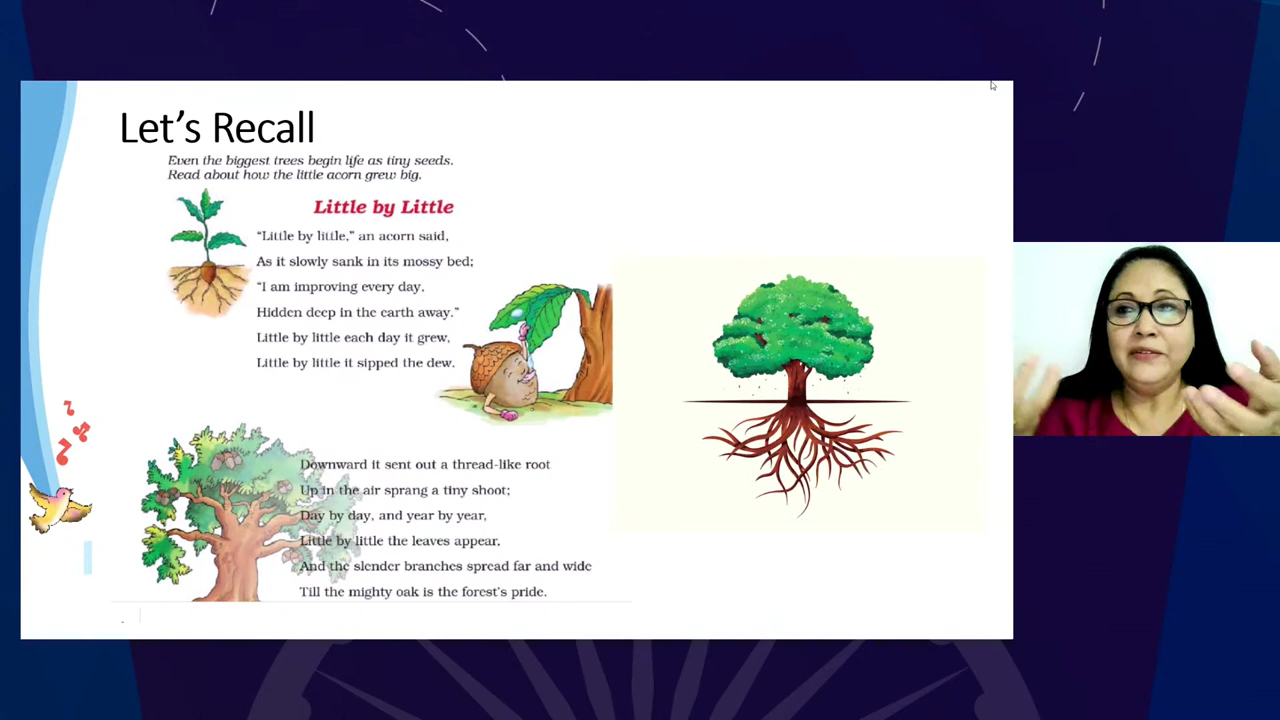 Let’s Recall
Even the biggest trees begin life as tiny seeds.
Read about how the little acorn grew big.
Little by Little
“Little by little,” an acorn said,
As it slowly sank in its mossy bed;
“I am improving every day,
Hidden deep in the earth away.”
Little by little each day it grew,
Little by little it sipped the dew.
Downward it sent out a thread-like root
Up in the air sprang a tiny shoot;
Day by day, and year by year,
Little by little the leaves appear,
And the slender branches spread far and wide
Till the mighty oak is the forest’s pride.